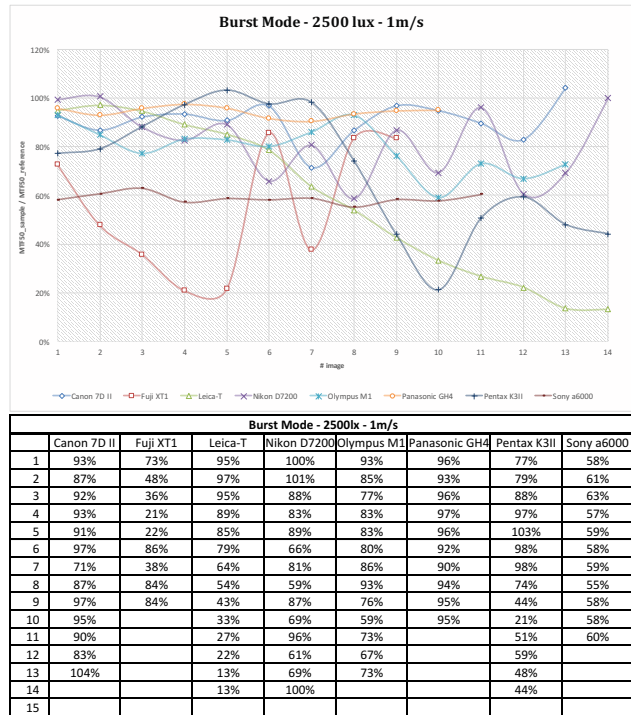 Burst Mode - 2500 lux - 1m/s
120%
100%
80%
60%
40%
20%
0%
MTF50_sample / MTF50_reference
1 2 3 4 5 6 7 8 9 10 11 12 13 14
# image
Canon 7D II Fuji XT1 Leica-T Nikon D7200 Olympus M1 Panasonic GH4 Pentax K3II Sony a6000
Burst Mode - 2500lx - 1m/s
Canon 7D II Fuji XT1 Leica-T Nikon D7200 Olympus M1 Panasonic GH4 Pentax K3II Sony a6000
1 93% 73% 95% 100% 93% 96% 77% 58%
2 87% 48% 97% 101% 85% 93% 79% 61%
3 92% 36% 95% 88% 77% 96% 88% 63%
4 93% 21% 89% 83% 83% 97% 97% 57%
5 91% 22% 85% 89% 83% 96% 103% 59%
6 97% 86% 79% 66% 80% 92% 98% 58%
7 71% 38% 64% 81% 86% 90% 98% 59%
8 87% 84% 54% 59% 93% 94% 74% 55%
9 97% 84% 43% 87% 76% 95% 44% 58%
10 95% 33% 69% 59% 95% 21% 58%
11 90% 27% 96% 73% 51% 60%
12 83% 22% 61% 67% 59%
13 104% 13% 69% 73% 48%
14 13% 100% 44%
15